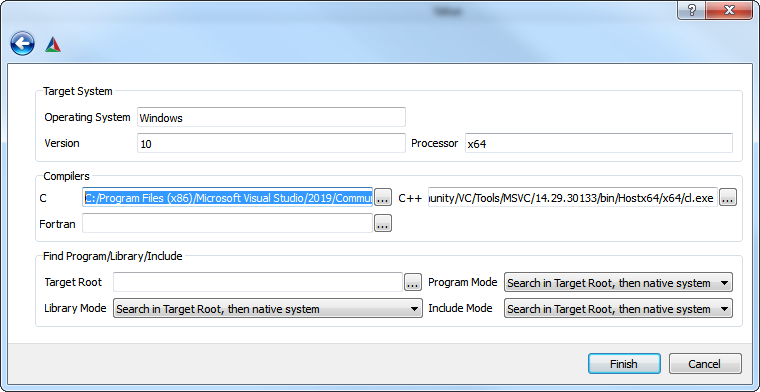 Target System
Operating System Windows
Version 10 Processor x64
Compilers
C C:/Program Files (x86)/Microsoft Visual Studio/2019/Commu ... C++ munity/VC/Tools/MSVC/14.29.30133/bin/Hostx64/x64/cl.exe ...
Fortran ...
Find Program/Library/Include
Target Root ... Program Mode Search in Target Root, then native system
Library Mode Search in Target Root, then native system Include Mode Search in Target Root, then native system
Finish Cancel